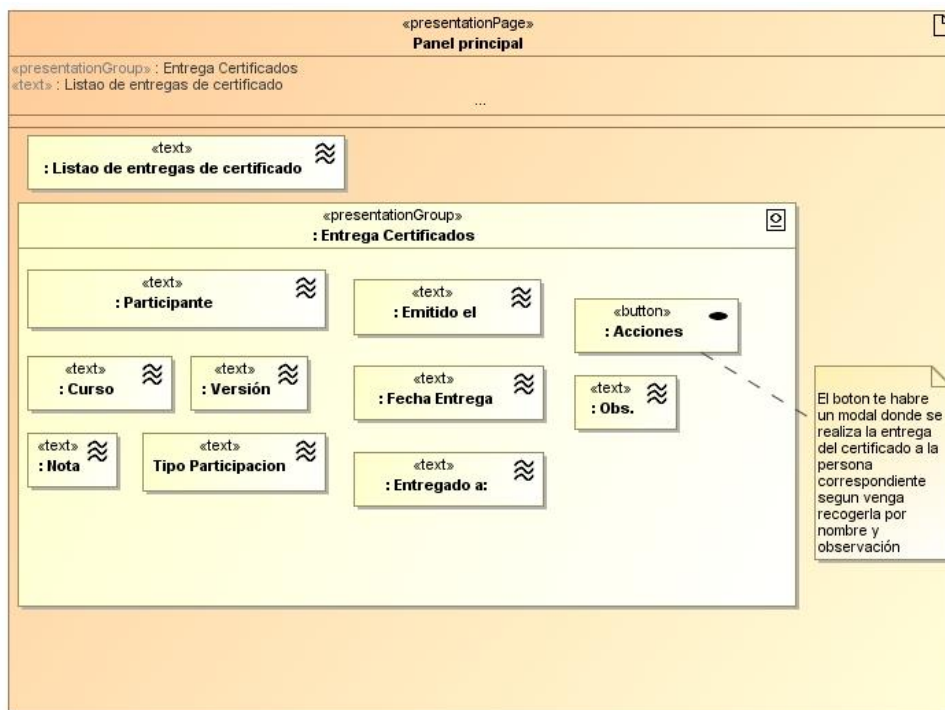 «presentationPage»
Panel principal
«presentationGroup» : Entrega Certificados
«text» : Listao de entregas de certificado
...
«text»
: Listao de entregas de certificado
«presentationGroup»
: Entrega Certificados
«text»
: Participante
«text»
: Emitido el
«button»
: Acciones
«text»
: Curso
«text»
: Versión
«text»
: Fecha Entrega
«text»
: Obs.
«text»
: Nota
«text»
Tipo Participacion
«text»
: Entregado a:
El boton te habre
un modal donde se
realiza la entrega
del certificado a la
persona
correspondiente
segun venga
recogerla por
nombre y
observación